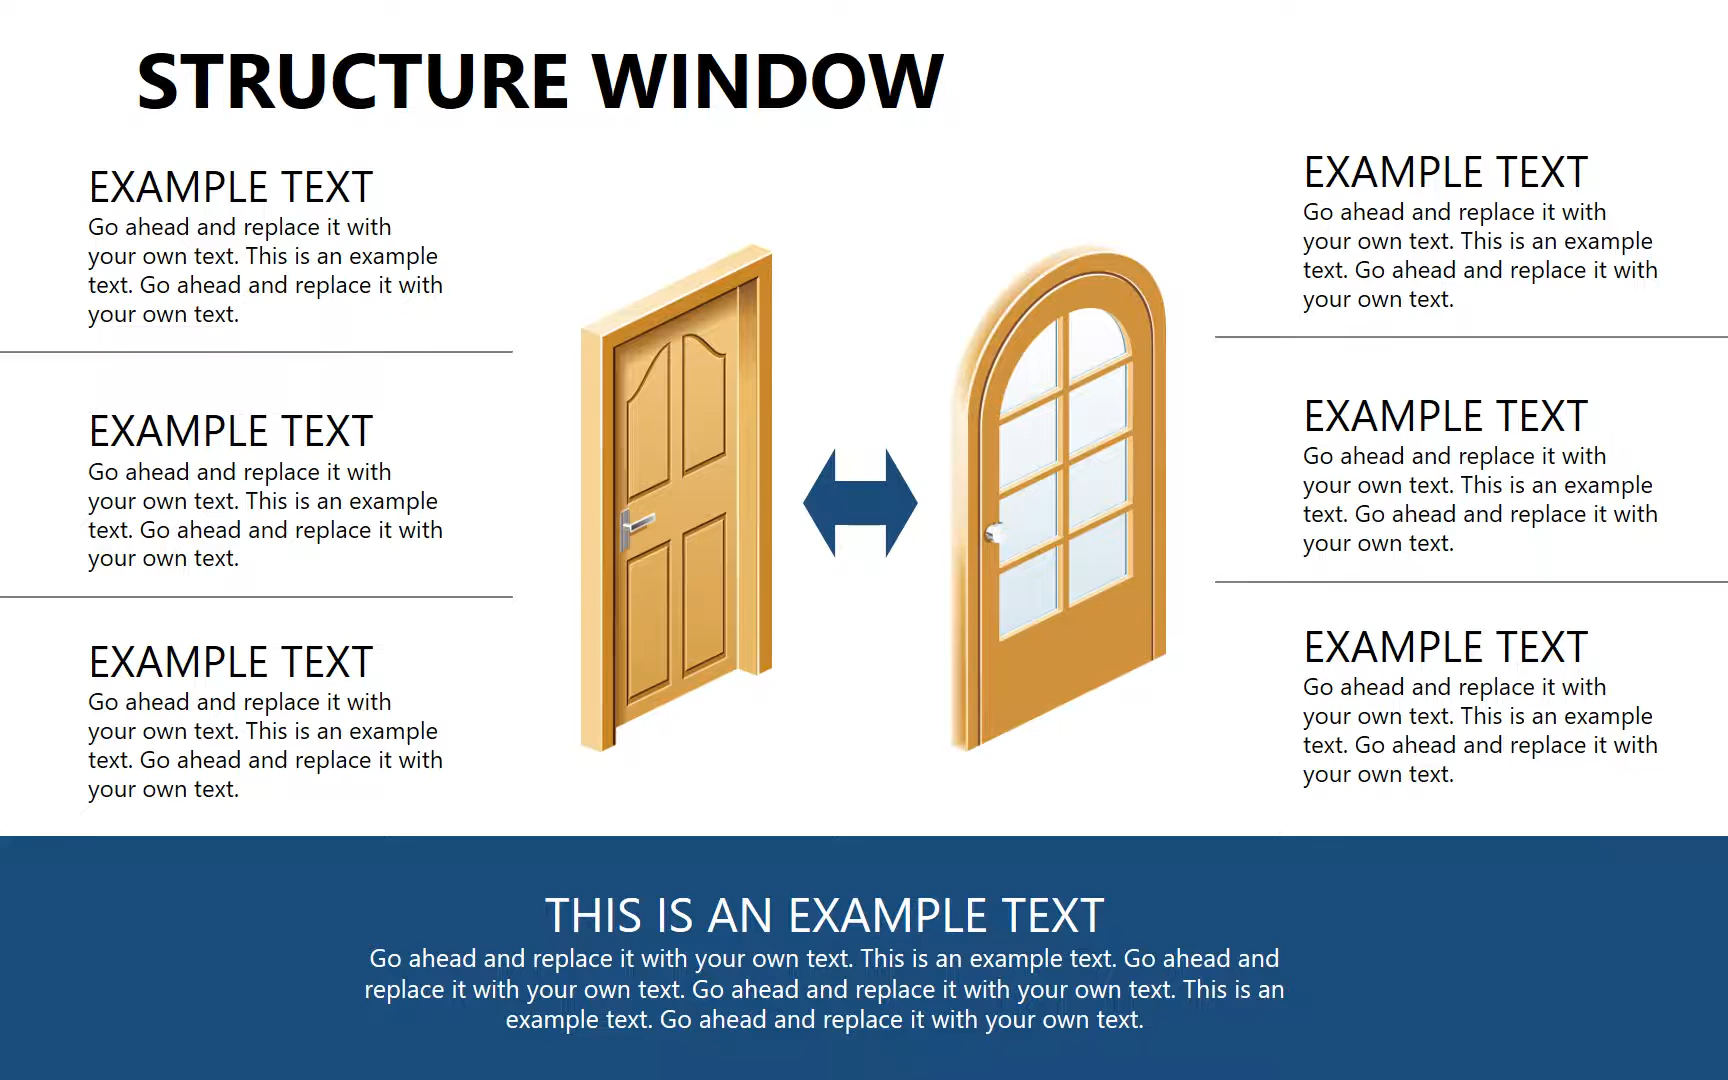 STRUCTURE WINDOW
EXAMPLE TEXT
Go ahead and replace it with
your own text. This is an example
text. Go ahead and replace it with
your own text.
EXAMPLE TEXT
Go ahead and replace it with
your own text. This is an example
text. Go ahead and replace it with
your own text.
EXAMPLE TEXT
Go ahead and replace it with
your own text. This is an example
text. Go ahead and replace it with
your own text.
EXAMPLE TEXT
Go ahead and replace it with
your own text. This is an example
text. Go ahead and replace it with
your own text.
EXAMPLE TEXT
Go ahead and replace it with
your own text. This is an example
text. Go ahead and replace it with
your own text.
EXAMPLE TEXT
Go ahead and replace it with
your own text. This is an example
text. Go ahead and replace it with
your own text.
THIS IS AN EXAMPLE TEXT
Go ahead and replace it with your own text. This is an example text. Go ahead and
replace it with your own text. Go ahead and replace it with your own text. This is an
example text. Go ahead and replace it with your own text.